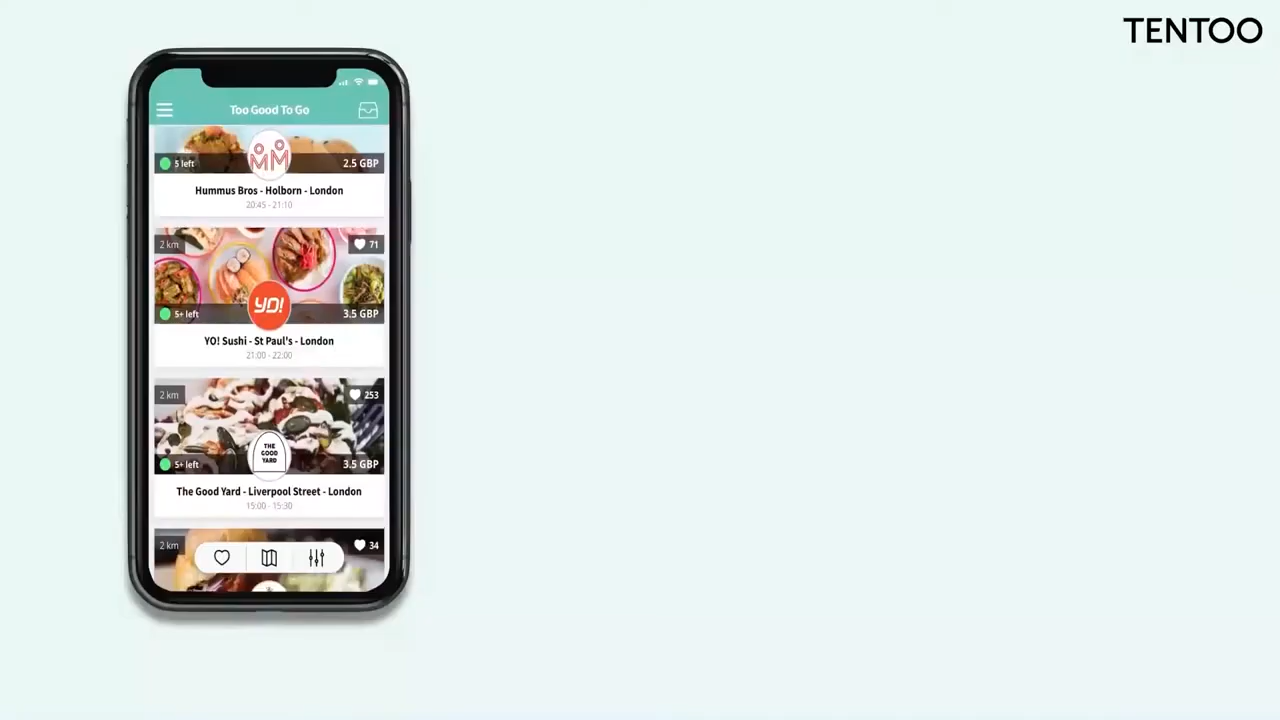 TENTOO
Too Good To Go
5 left
2.5 GBP
Hummus Bros - Holborn - London
20:45 - 21:10
2 km
71
YO!
5+ left
3.5 GBP
YO! Sushi - St Paul's - London
21:00 - 22:00
2 km
253
THE
GOOD
YARD
5+ left
3.5 GBP
The Good Yard - Liverpool Street - London
15:00 - 15:30
2 km
34